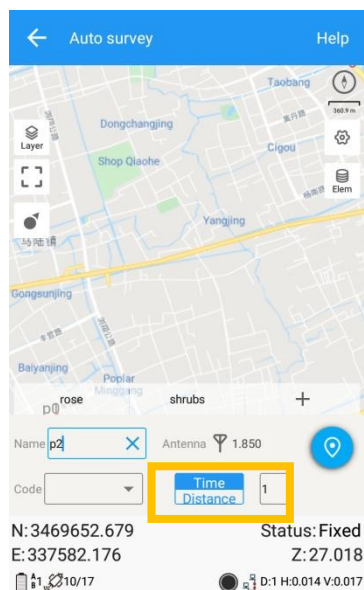 Auto survey Help
Taobang
360.9 m
Dongchangjing
Layer
Cigou
Shop Qiaohe
Elem
Yangjing
马陆镇
Gongsunjing
Baiyanjing
Poplar
Minggang
rose shrubs +
p0
Name p2 Antenna 1.850
Time
Code Distance 1
N:3469652.679 Status:Fixed
E:337582.176 Z:27.018
10/17 D:1 H:0.014 V:0.017